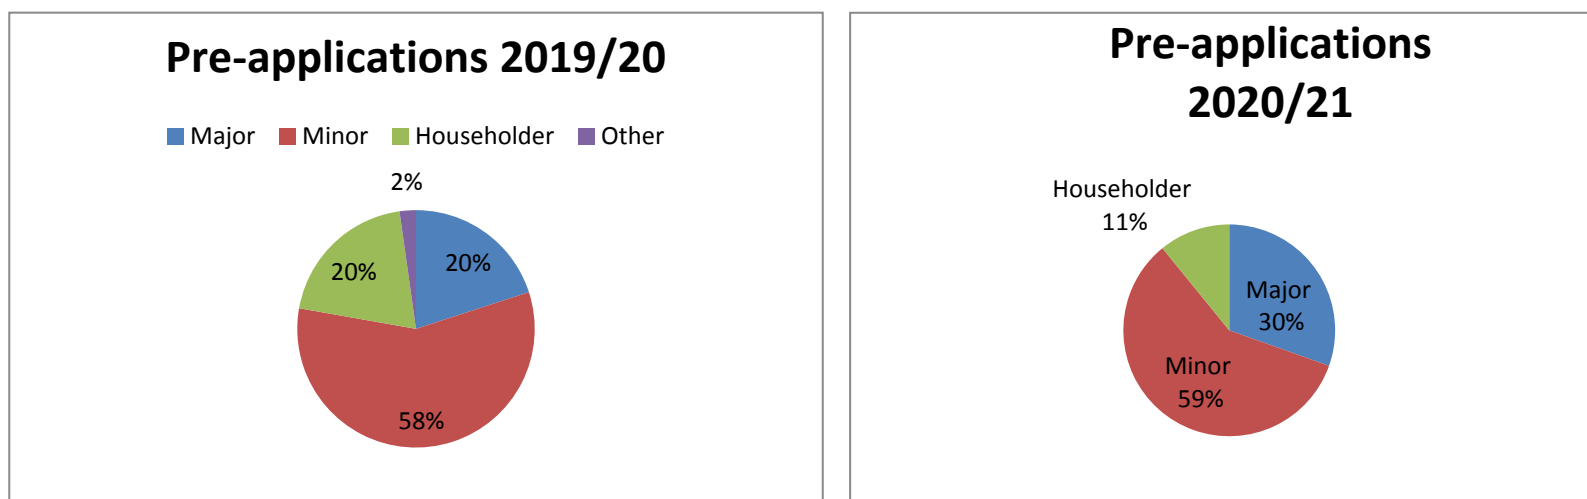 Pre-applications 2019/20
Major Minor Householder Other
2%
20%
20%
58%
Pre-applications
2020/21
Householder
11%
Major
30%
Minor
59%